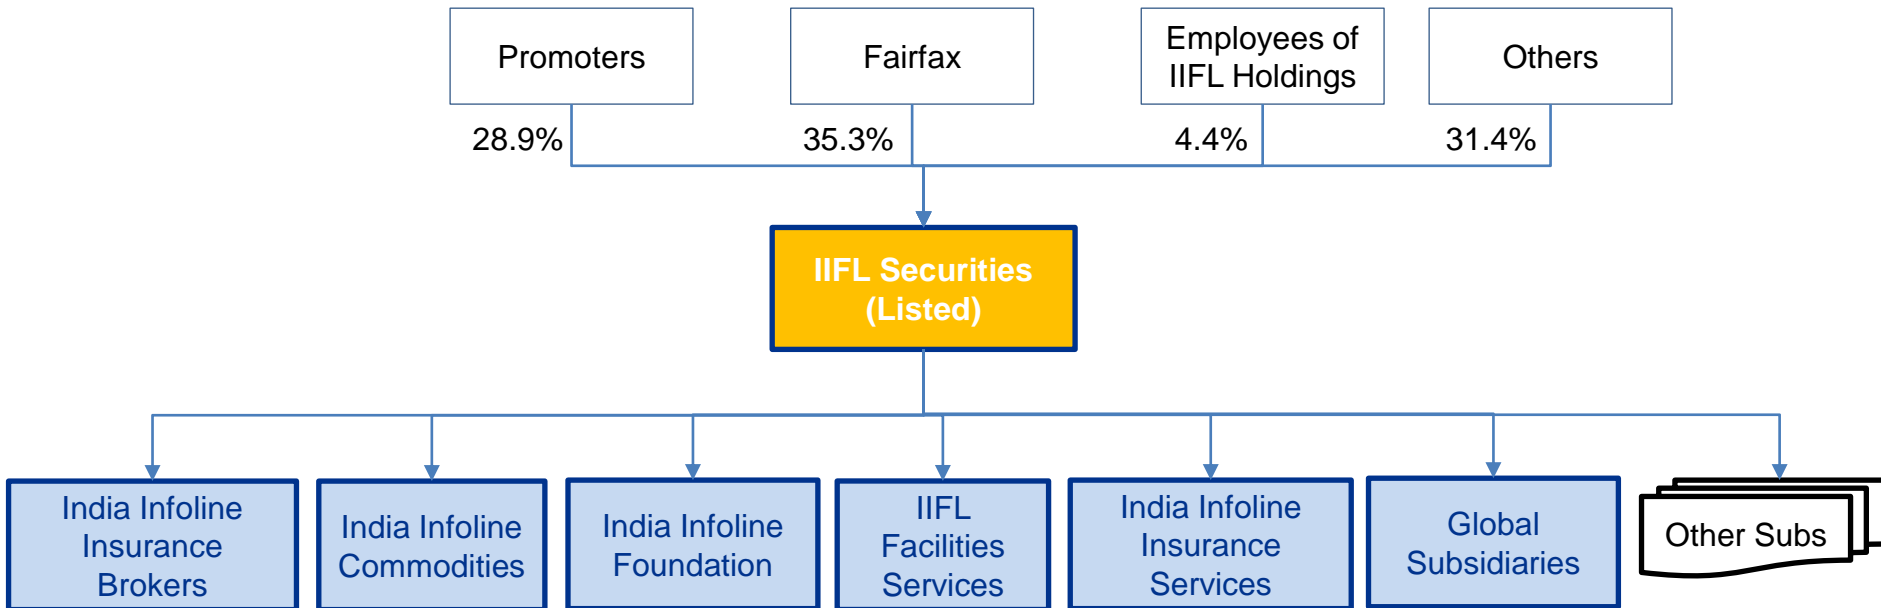 Promoters
Fairfax
Employees of
IIFL Holdings
Others
28.9%
35.3%
4.4%
31.4%
IIFL Securities
(Listed)
India Infoline
Insurance
Brokers
India Infoline
Commodities
India Infoline
Foundation
IIFL
Facilities
Services
India Infoline
Insurance
Services
Global
Subsidiaries
Other Subs